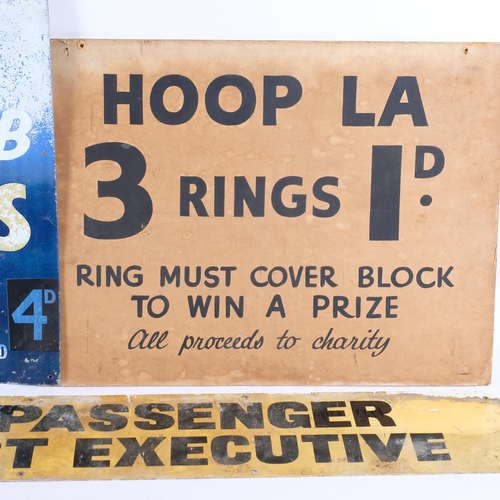 B
S
4D
HOOP LA
3 RINGS 1D.
RING MUST COVER BLOCK
TO WIN A PRIZE
All proceeds to charity
PASSENGER
T EXECUTIVE